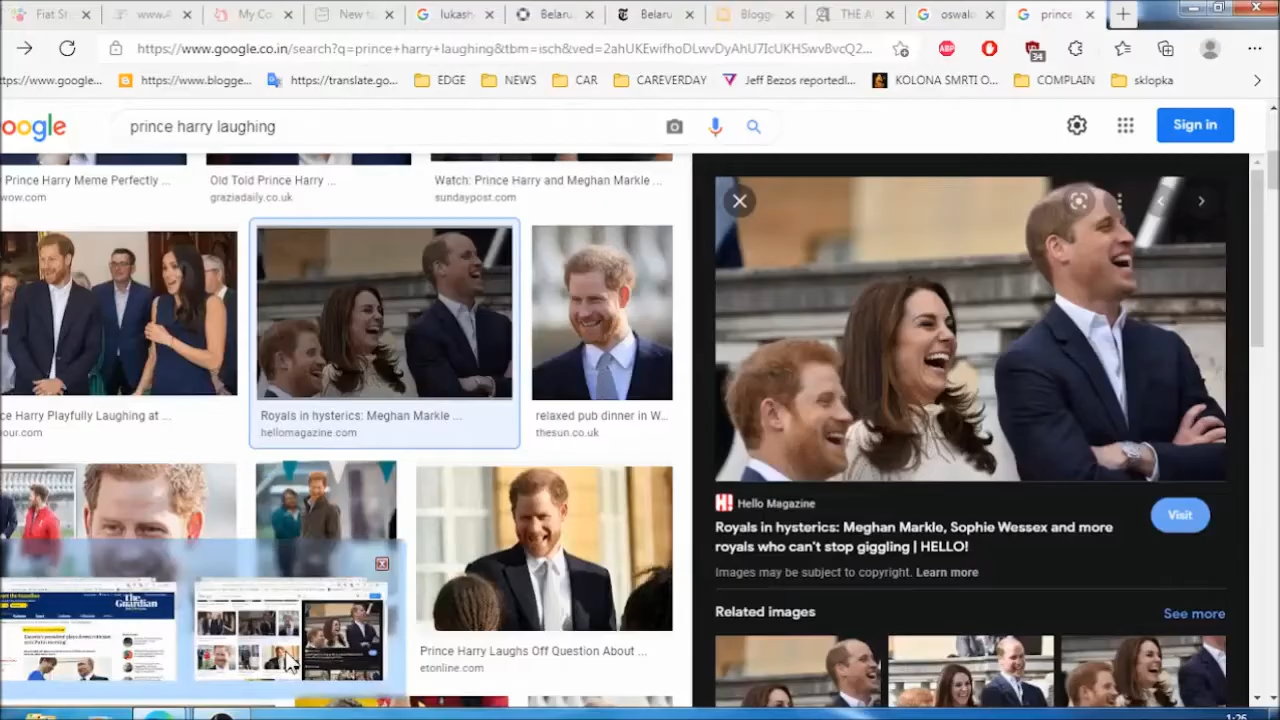 Fiat St
www.A
My Co
New t
lukash
Belaru
Belaru
Blogg
THE A
oswal
prince
https://www.google.co.in/search?q=prince+harry+laughing&tbm=isch&ved=2ahUKEwifhoDLwvDyAhU7IcUKHSwvBvcQ2...
ABP
34
ttps://www.google...
https://www.blogge...
https://translate.go...
IDGE
NEWS
CAR
CAREVERDAY
Jeff Bezos reportedl...
KOLONA SMRTI O...
COMPLAIN
sklopka
oogle
prince harry laughing
Sign in
Prince Harry Meme Perfectly ...
wow.com
Old Told Prince Harry ...
graziadaily.co.uk
Watch: Prince Harry and Meghan Markle ...
sundaypost.com
ce Harry Playfully Laughing at ...
our.com
Royals in hysterics: Meghan Markle ...
hellomagazine.com
relaxed pub dinner in W...
thesun.co.uk
H! Hello Magazine
Royals in hysterics: Meghan Markle, Sophie Wessex and more
royals who can't stop giggling | HELLO!
Visit
Images may be subject to copyright. Learn more
Related images
See more
The
Guardian
Prince Harry Laughs Off Question About ...
etonline.com
1:26